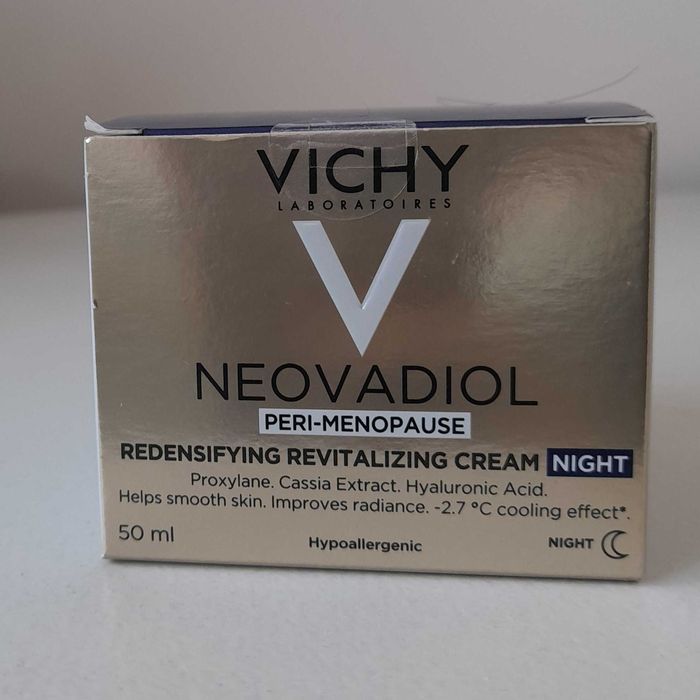 VICHY
LABORATOIRES
V
NEOVADIOL
PERI-MENOPAUSE
REDENSIFYING REVITALIZING CREAM NIGHT
Proxylane. Cassia Extract. Hyaluronic Acid.
Helps smooth skin. Improves radiance. -2.7 °C cooling effect*.
50 ml
Hypoallergenic
NIGHT